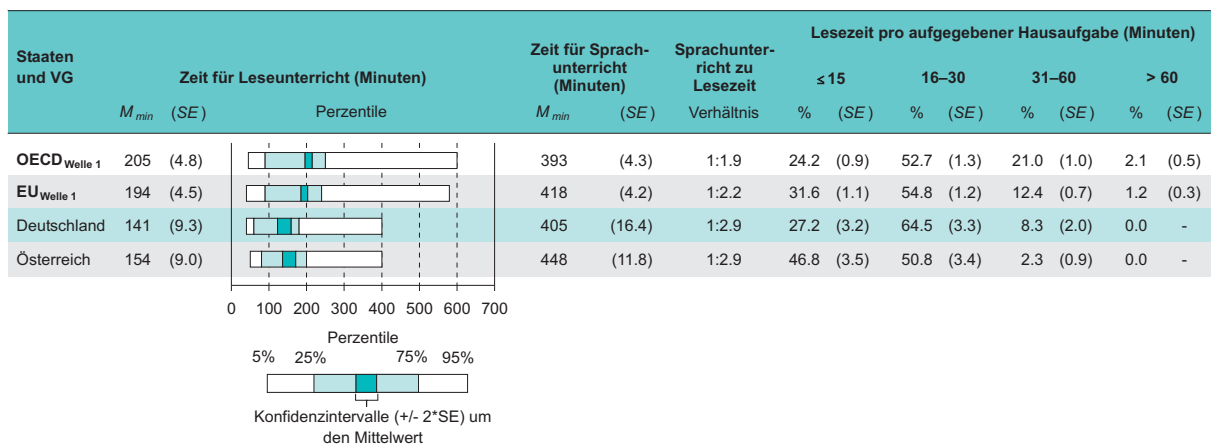 Staaten und VG Zeit für Leseunterricht (Minuten) Zeit für Sprach-unterricht (Minuten) Sprachunter-richt zu Lesezeit Lesezeit pro aufgegebener Hausaufgabe (Minuten)
≤ 15 16–30 31–60 > 60
M min (SE) Perzentile M min (SE) Verhältnis % (SE) % (SE) % (SE) % (SE)
OECD Welle 1 205 (4.8) 393 (4.3) 1:1.9 24.2 (0.9) 52.7 (1.3) 21.0 (1.0) 2.1 (0.5)
EU Welle 1 194 (4.5) 418 (4.2) 1:2.2 31.6 (1.1) 54.8 (1.2) 12.4 (0.7) 1.2 (0.3)
Deutschland 141 (9.3) 405 (16.4) 1:2.9 27.2 (3.2) 64.5 (3.3) 8.3 (2.0) 0.0 -
Österreich 154 (9.0) 448 (11.8) 1:2.9 46.8 (3.5) 50.8 (3.4) 2.3 (0.9) 0.0 -
0 100 200 300 400 500 600 700
Perzentile
5% 25% 75% 95%
Konfidenzintervalle (+/- 2*SE) um
den Mittelwert